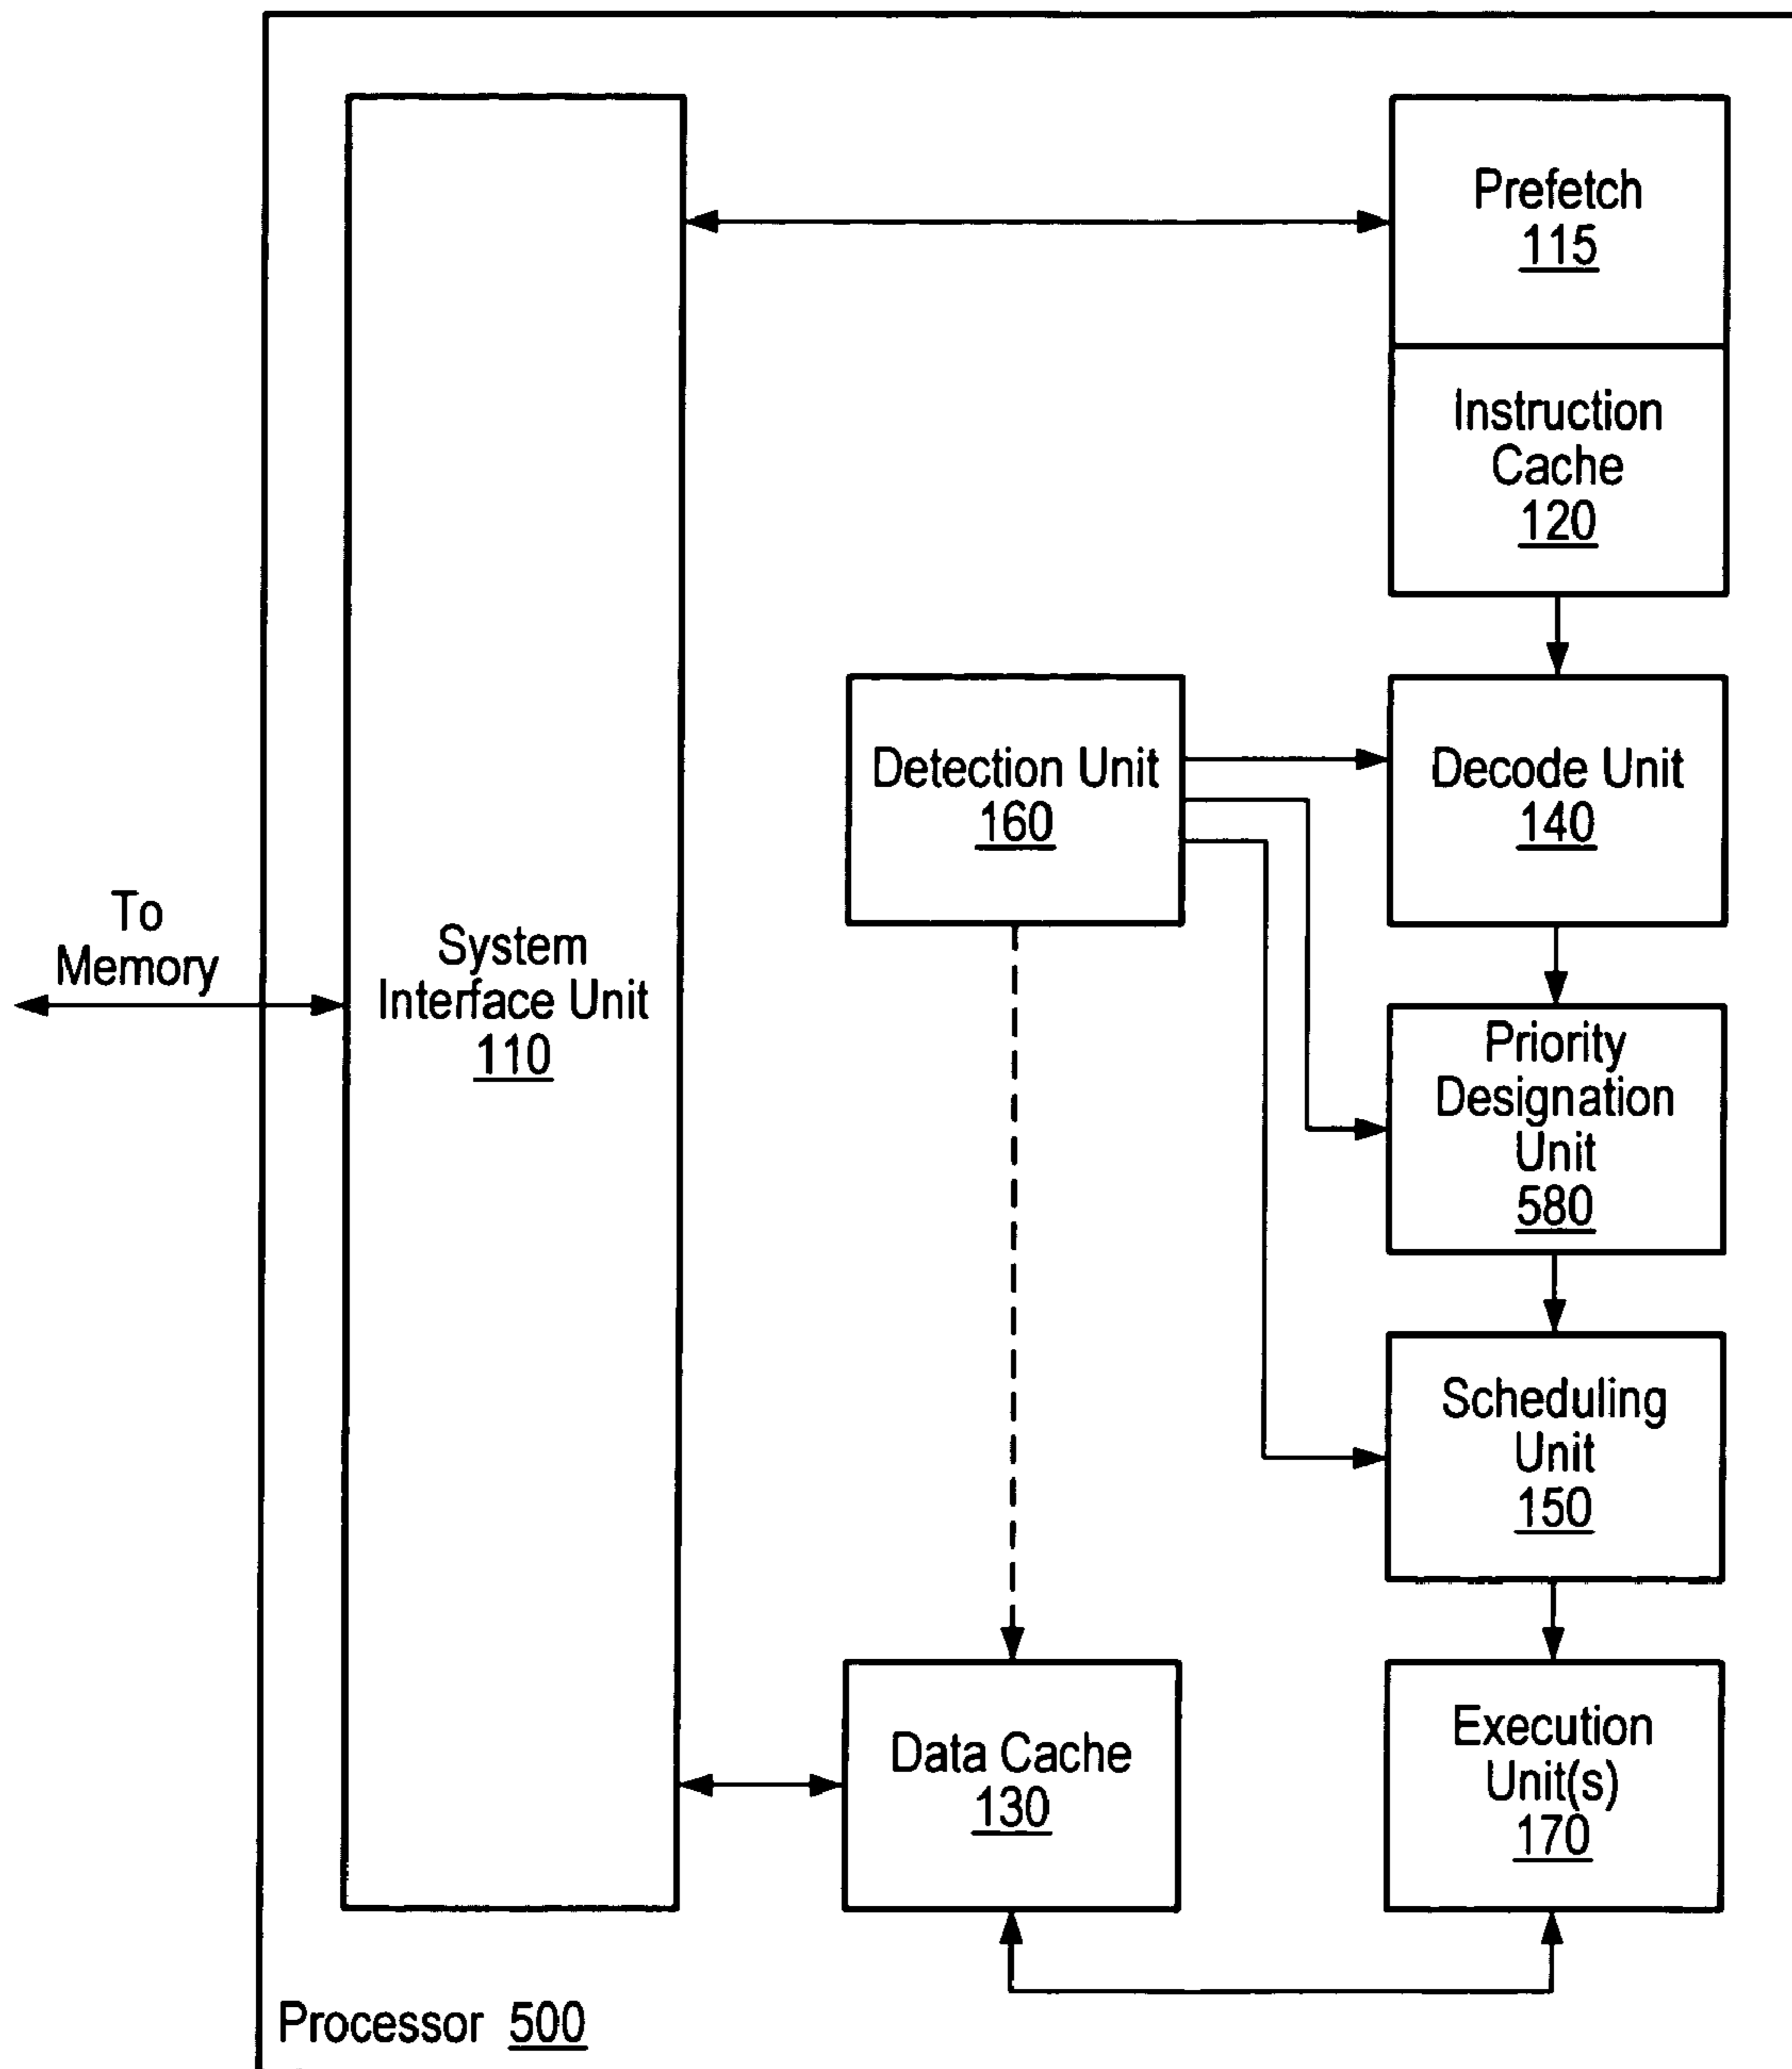 Prefetch
115
Instruction
Cache
120
Detection Unit
160
Decode Unit
140
To
Memory
System
Interface Unit
110
Priority
Designation
Unit
580
Scheduling
Unit
150
Data Cache
130
Execution
Unit(s)
170
Processor 500